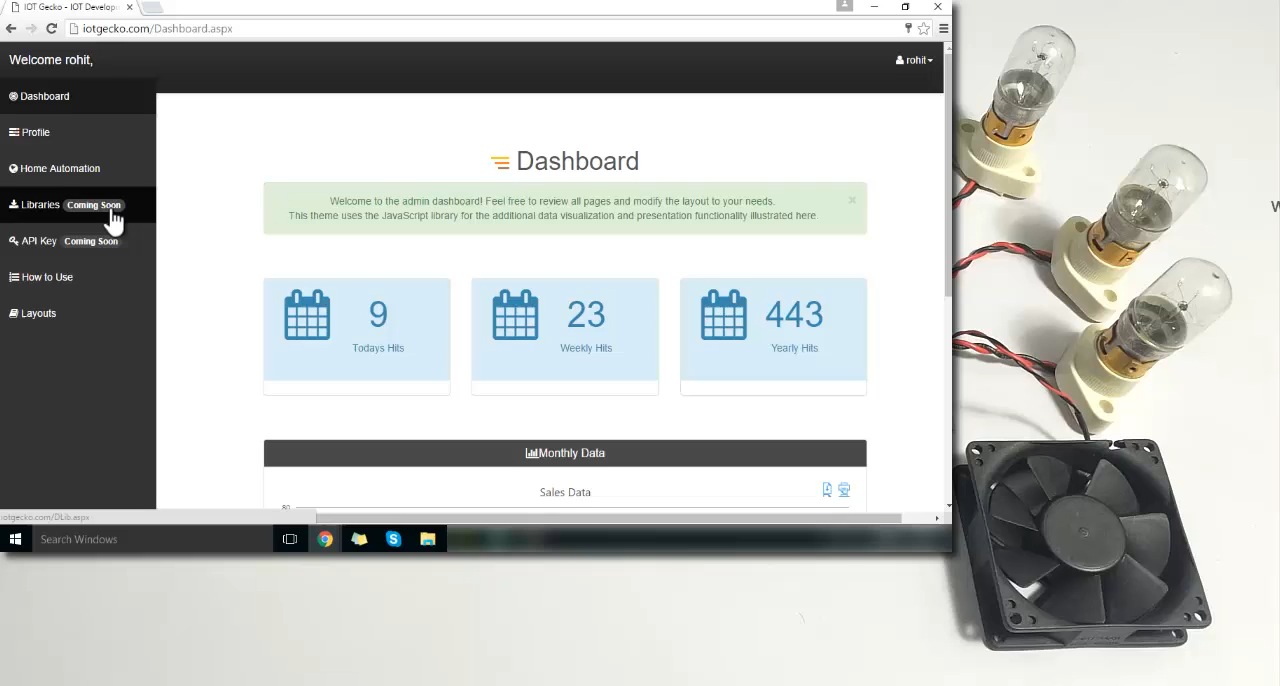 IOT Gecko - IOT Develop
iotgecko.com/Dashboard.aspx
Welcome rohit,
rohit
Dashboard
Profile
Home Automation
Libraries Coming Soon
API Key Coming Soon
How to Use
Layouts
Dashboard
Welcome to the admin dashboard! Feel free to review all pages and modify the layout to your needs.
This theme uses the JavaScript library for the additional data visualization and presentation functionality illustrated here.
×
9
Todays Hits
23
Weekly Hits
443
Yearly Hits
Monthly Data
Sales Data
80
iotgecko.com/DLib.aspx
Search Windows
W